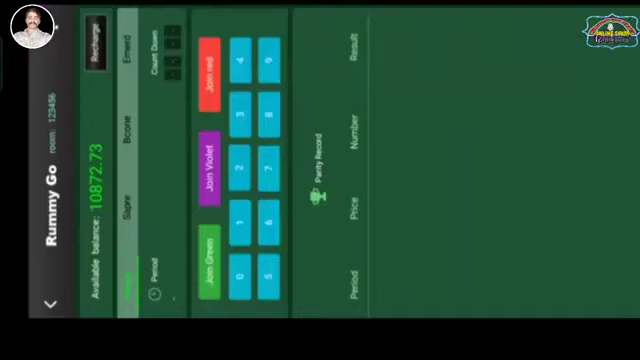 Rummy Go room: 123456
Available balance: 10872.73 Recharge
Sapre Bcone Emerd
Period Count Down
Join Green Join Violet Join red
0 1 2 3 4
5 6 7 8 9
Parity Record
Period Price Number Result